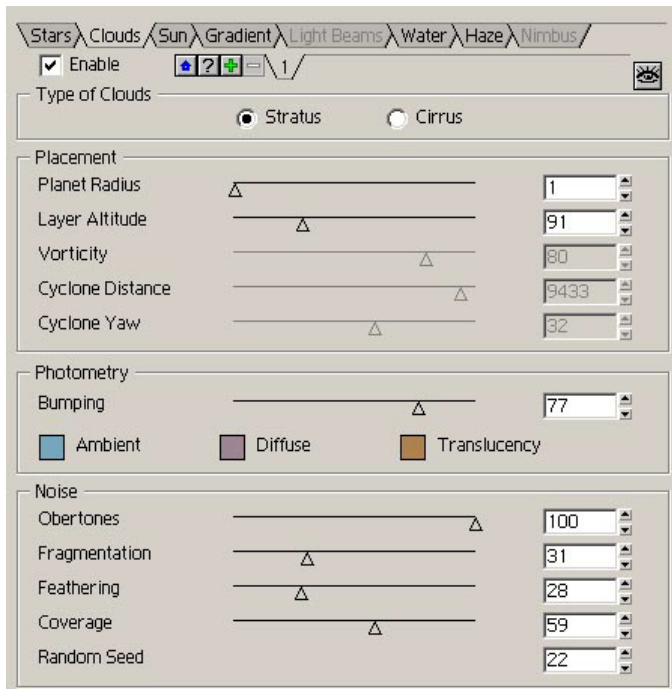 Stars Clouds Sun Gradient Light Beams Water Haze Nimbus
Enable ? 1
Type of Clouds
Stratus Cirrus
Placement
Planet Radius 1
Layer Altitude 91
Vorticity 80
Cyclone Distance 9433
Cyclone Yaw 32
Photometry
Bumping 77
Ambient Diffuse Translucency
Noise
Obertones 100
Fragmentation 31
Feathering 28
Coverage 59
Random Seed 22